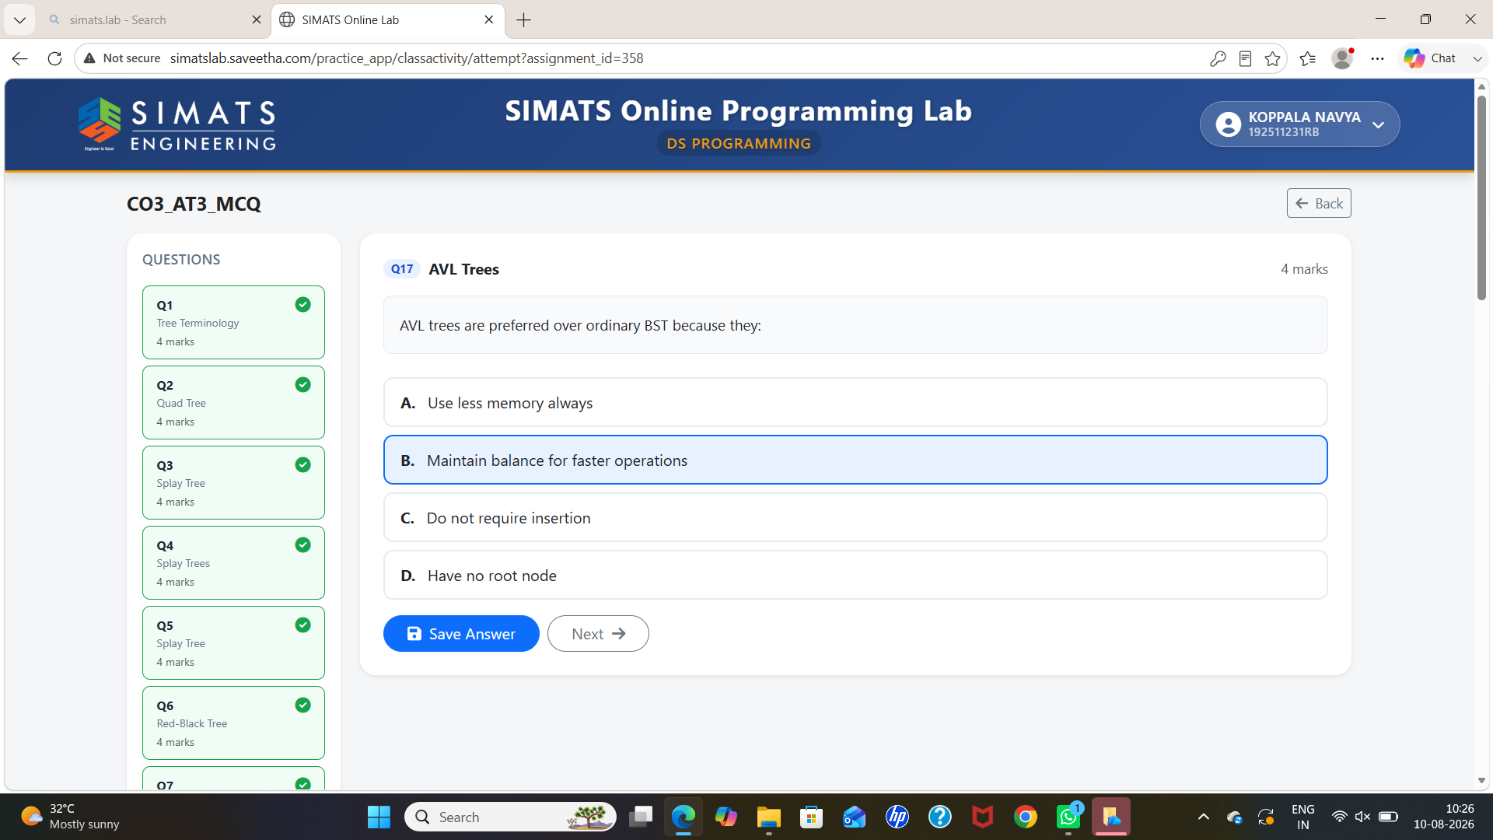 simats.lab - Search
SIMATS Online Lab
Not secure
simatslab.saveetha.com/practice_app/classactivity/attempt?assignment_id=358
Chat
SIMATS
ENGINEERING
Engineer to Excel
SIMATS Online Programming Lab
DS PROGRAMMING
KOPPALA NAVYA
192511231RB
CO3_AT3_MCQ
Back
QUESTIONS
Q1
Tree Terminology
4 marks
Q2
Quad Tree
4 marks
Q3
Splay Tree
4 marks
Q4
Splay Trees
4 marks
Q5
Splay Tree
4 marks
Q6
Red-Black Tree
4 marks
Q7
Q17 AVL Trees
4 marks
AVL trees are preferred over ordinary BST because they:
A. Use less memory always
B. Maintain balance for faster operations
C. Do not require insertion
D. Have no root node
Save Answer
Next
32°C
Mostly sunny
Search
hp
1
ENG
IN
10:26
10-08-2026